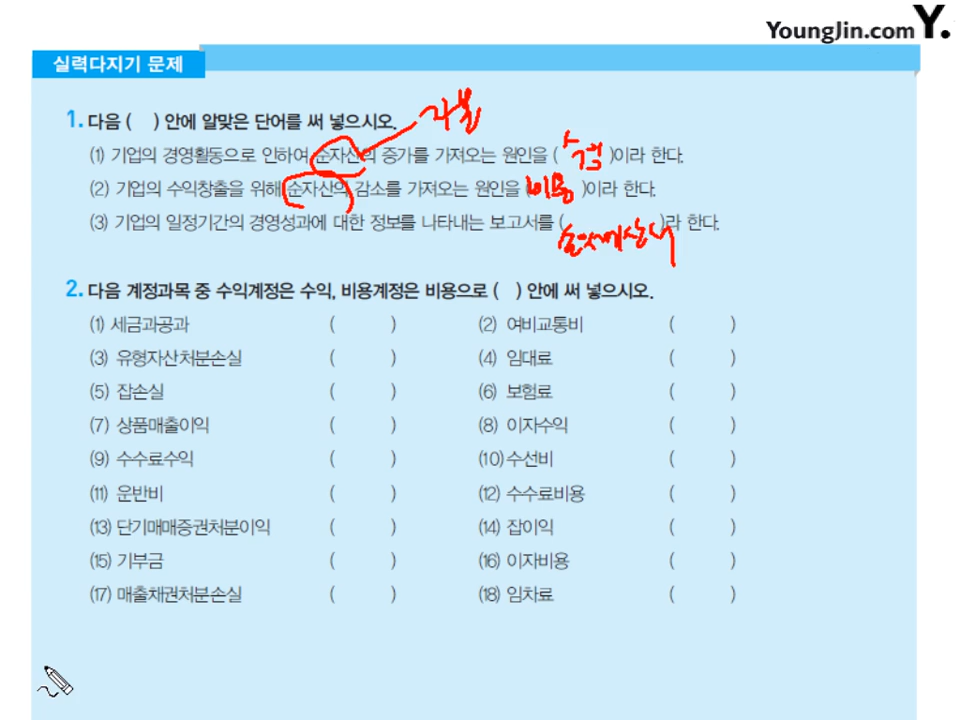 YoungJin.com Y.
실력다지기 문제
자본
1. 다음 ( ) 안에 알맞은 단어를 써 넣으시오.
(1) 기업의 경영활동으로 인하여 순자산의 증가를 가져오는 원인을 ( 수익 )이라 한다.
(2) 기업의 수익창출을 위해 순자산의 감소를 가져오는 원인을 ( 비용 )이라 한다.
(3) 기업의 일정기간의 경영성과에 대한 정보를 나타내는 보고서를 ( )라 한다.
2. 다음 계정과목 중 수익계정은 수익, 비용계정은 비용으로 ( ) 안에 써 넣으시오.
(1) 세금과공과 ( ) (2) 여비교통비 ( )
(3) 유형자산처분손실 ( ) (4) 임대료 ( )
(5) 잡손실 ( ) (6) 보험료 ( )
(7) 상품매출이익 ( ) (8) 이자수익 ( )
(9) 수수료수익 ( ) (10) 수선비 ( )
(11) 운반비 ( ) (12) 수수료비용 ( )
(13) 단기매매증권처분이익 ( ) (14) 잡이익 ( )
(15) 기부금 ( ) (16) 이자비용 ( )
(17) 매출채권처분손실 ( ) (18) 임차료 ( )